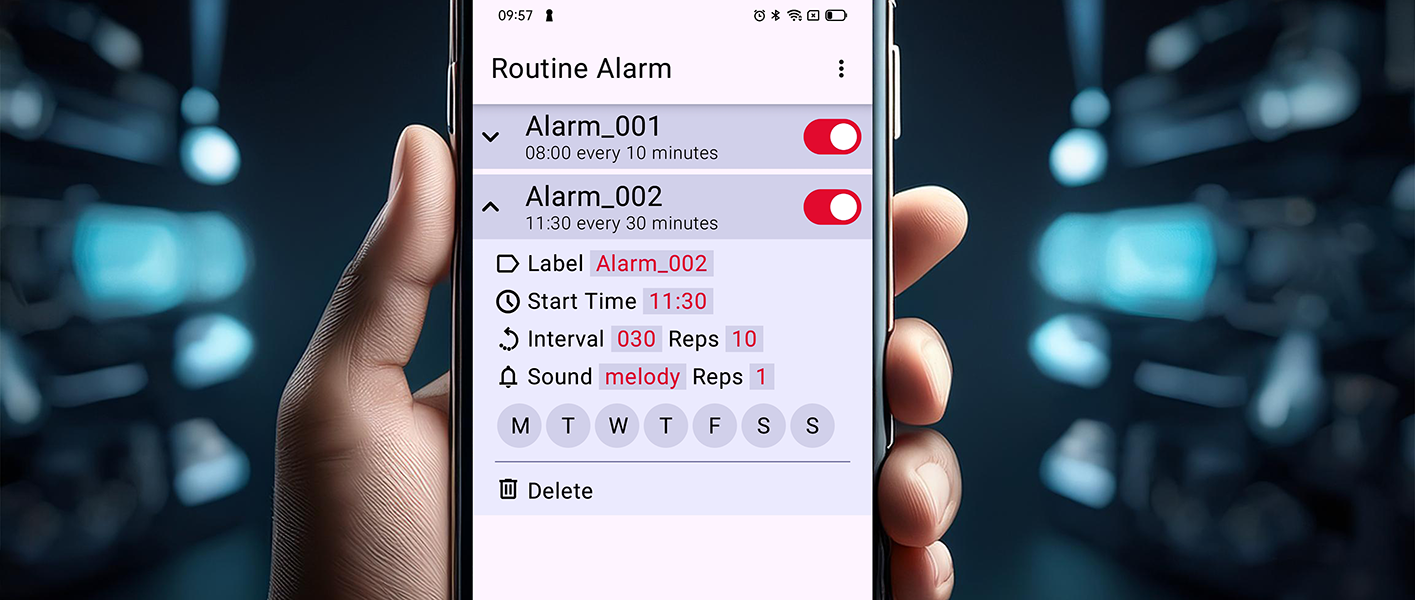 09:57
Routine Alarm
Alarm_001
08:00 every 10 minutes
Alarm_002
11:30 every 30 minutes
Label Alarm_002
Start Time 11:30
Interval 030 Reps 10
Sound melody Reps 1
M T W T F S S
Delete